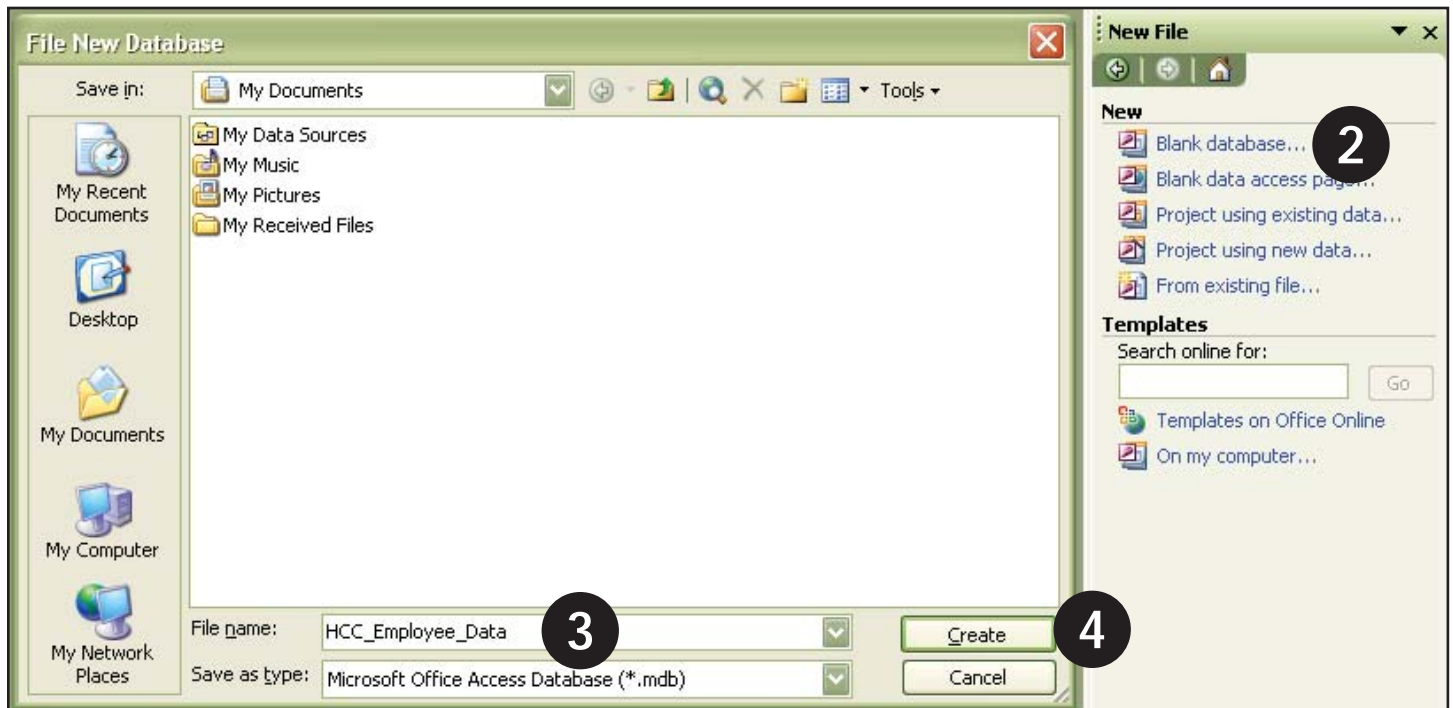 File New Database
Save in:
My Documents
Tools
My Recent
Documents
Desktop
My Documents
My Computer
My Network
Places
My Data Sources
My Music
My Pictures
My Received Files
File name:
HCC_Employee_Data
3
Save as type:
Microsoft Office Access Database (*.mdb)
Create
4
Cancel
New File
New
Blank database...
2
Blank data access page...
Project using existing data...
Project using new data...
From existing file...
Templates
Search online for:
Go
Templates on Office Online
On my computer...